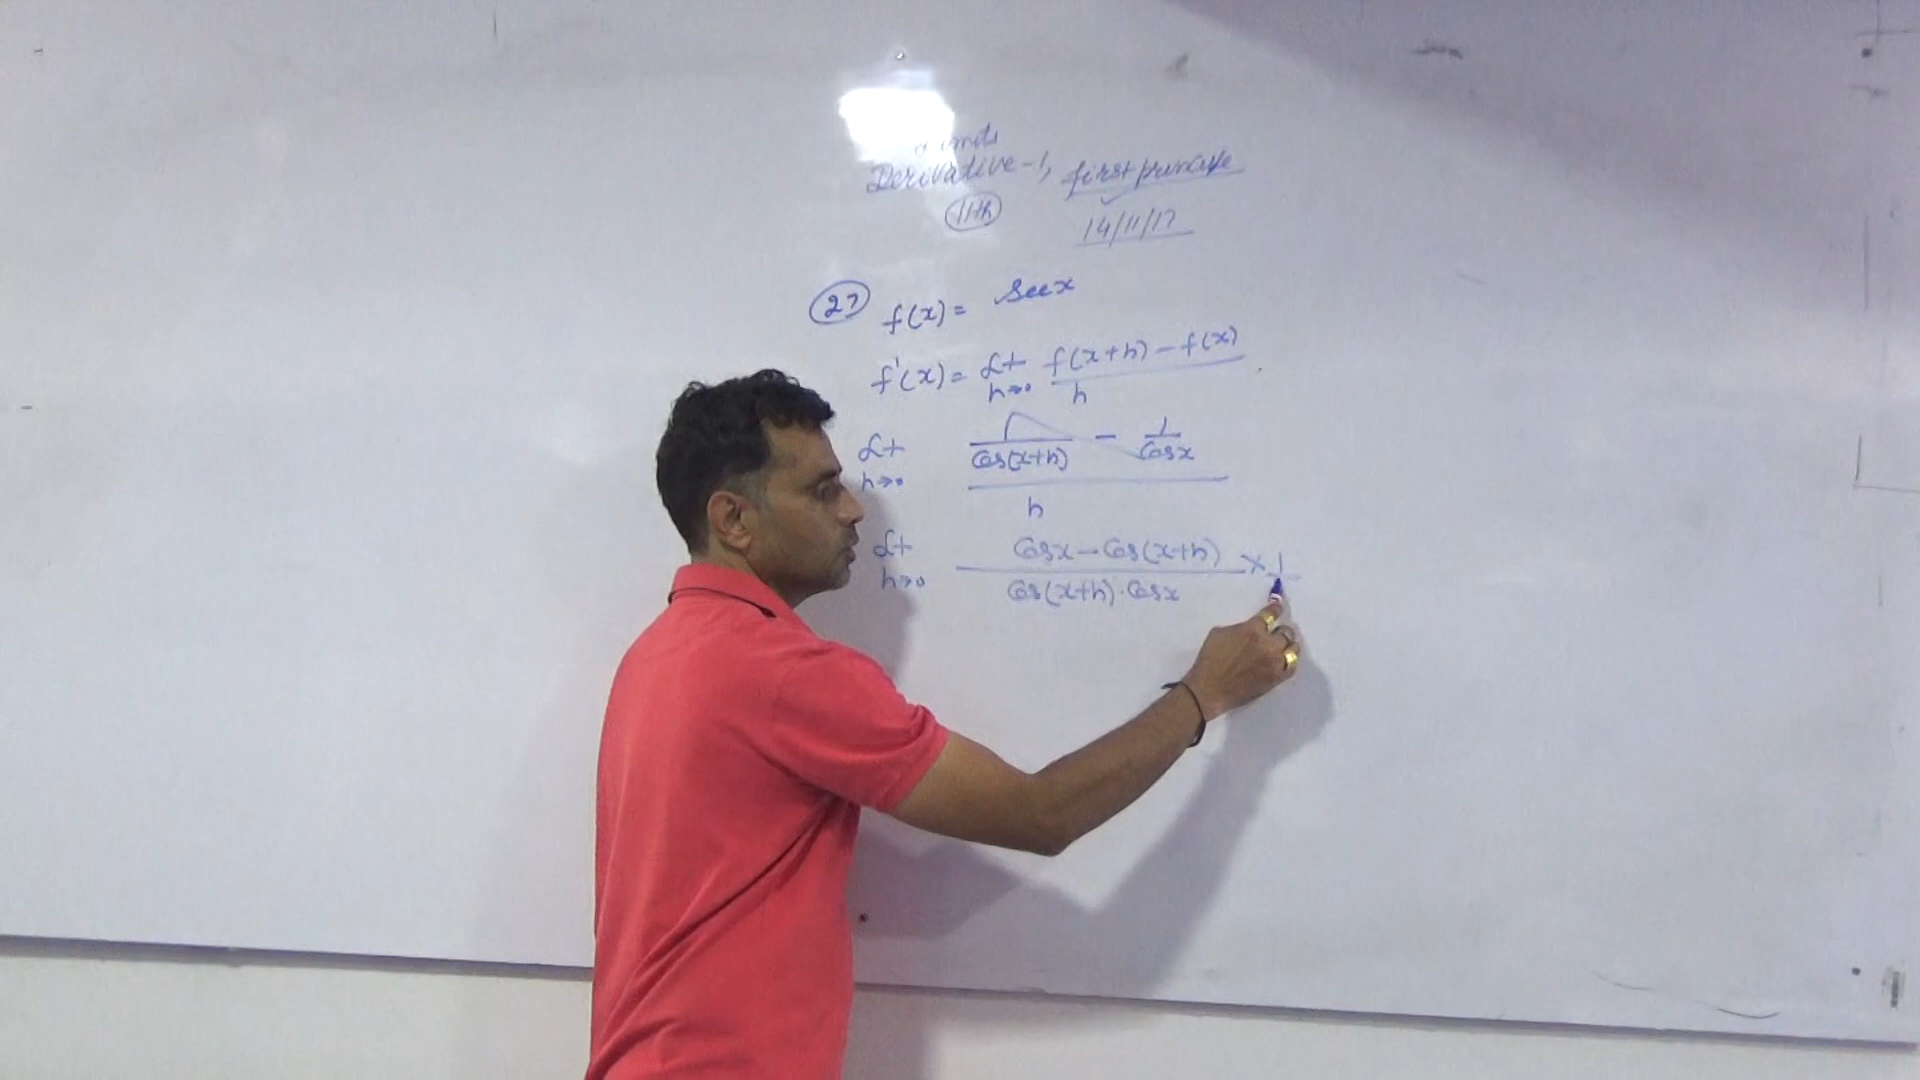 Derivative-1, first principle
11th
14/11/17
27 f(x) = Sec x
f'(x) = Lt h→0 f(x+h) - f(x) / h
Lt h→0 1/Cos(x+h) - 1/Cosx / h
Lt h→0 Cosx - Cos(x+h) / Cos(x+h).Cosx × 1